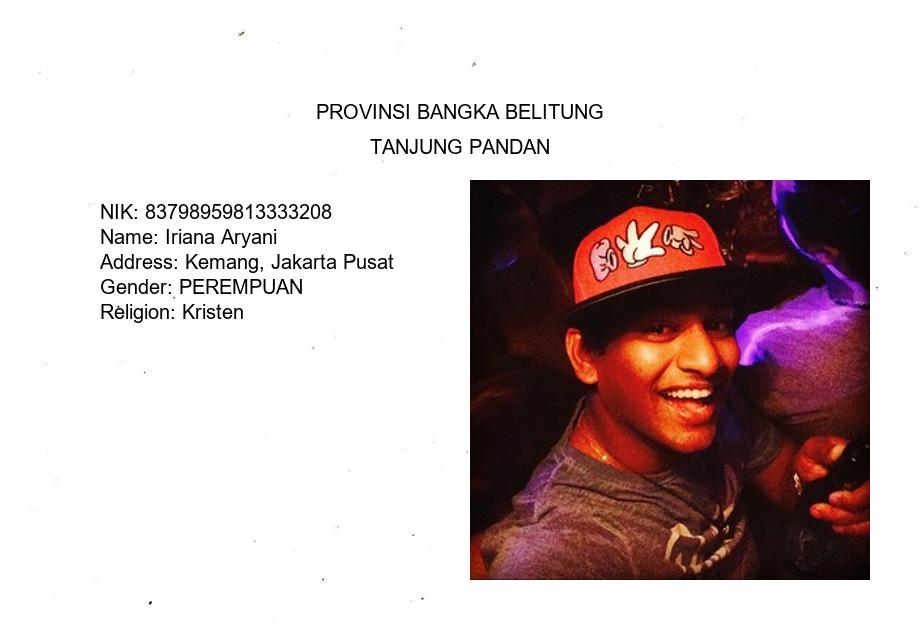 PROVINSI BANGKA BELITUNG
TANJUNG PANDAN
NIK: 83798959813333208
Name: Iriana Aryani
Address: Kemang, Jakarta Pusat
Gender: PEREMPUAN
Religion: Kristen